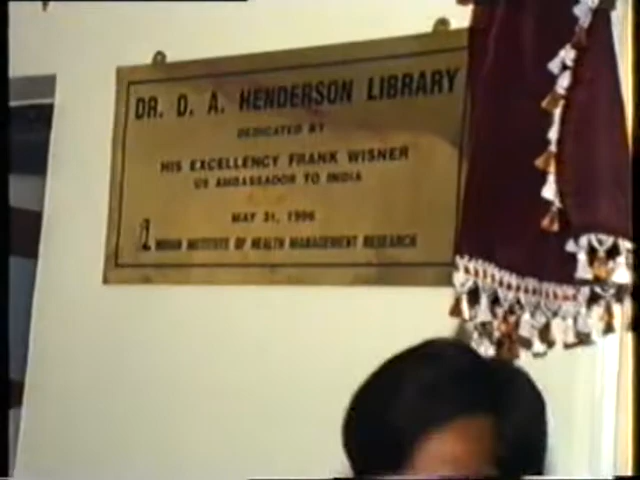 DR. D. A. HENDERSON LIBRARY
DEDICATED BY
HIS EXCELLENCY FRANK WISNER
US AMBASSADOR TO INDIA
MAY 31, 1996
INDIAN INSTITUTE OF HEALTH MANAGEMENT RESEARCH